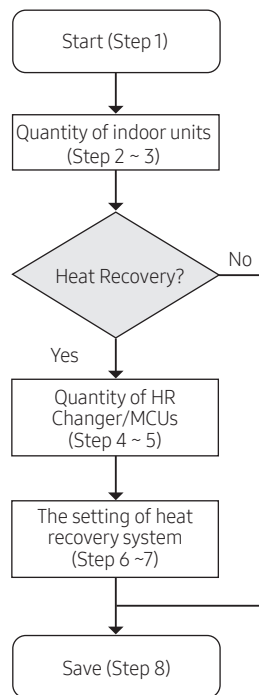 Start (Step 1)
Quantity of indoor units
(Step 2 ~ 3)
Heat Recovery?
No
Yes
Quantity of HR
Changer/MCUs
(Step 4 ~ 5)
The setting of heat
recovery system
(Step 6 ~7)
Save (Step 8)